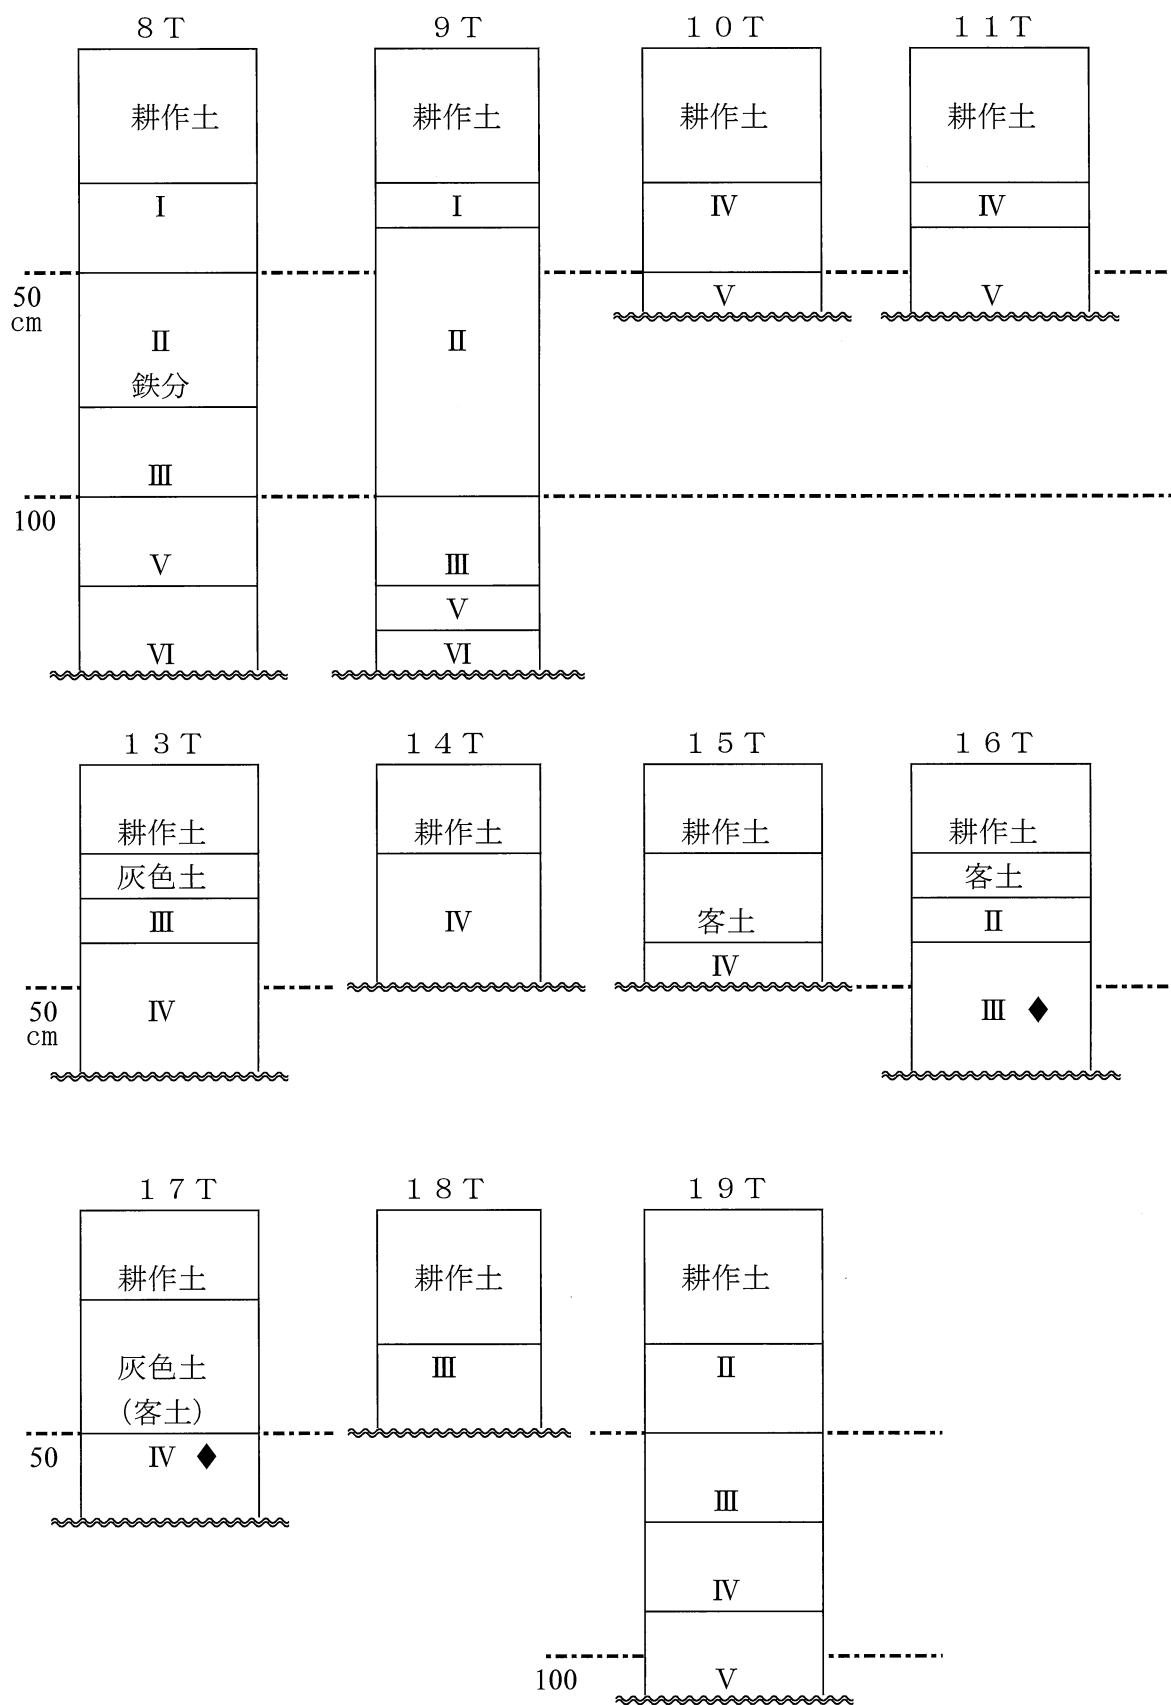 ８Ｔ
９Ｔ
１０Ｔ
１１Ｔ
耕作土
耕作土
耕作土
耕作土
Ⅰ
Ⅰ
Ⅳ
Ⅳ
50
cm
Ⅱ
鉄分
Ⅱ
Ⅴ
Ⅴ
Ⅲ
100
Ⅴ
Ⅲ
Ⅴ
Ⅵ
Ⅵ
１３Ｔ
１４Ｔ
１５Ｔ
１６Ｔ
耕作土
耕作土
耕作土
耕作土
灰色土
客土
Ⅲ
Ⅳ
客土
Ⅱ
Ⅳ
50
cm
Ⅳ
Ⅲ ◆
１７Ｔ
１８Ｔ
１９Ｔ
耕作土
耕作土
耕作土
灰色土
(客土)
Ⅲ
Ⅱ
50
Ⅳ ◆
Ⅲ
Ⅳ
100
Ⅴ